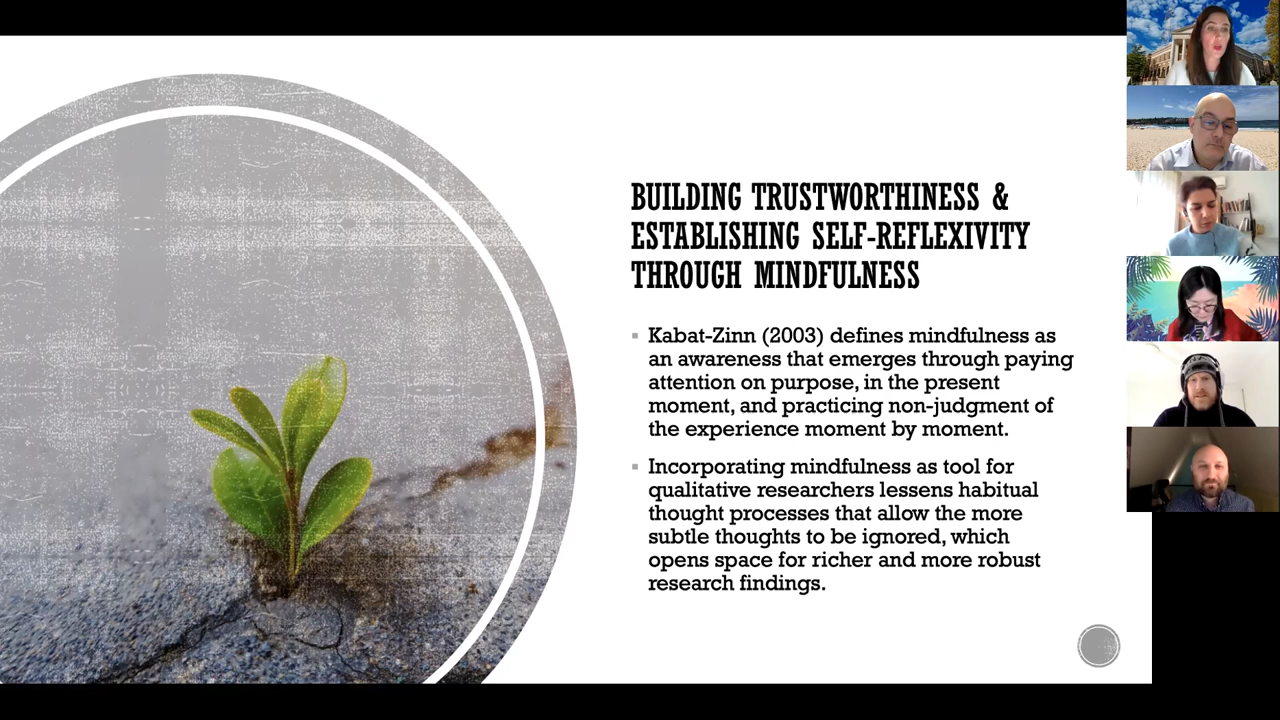 BUILDING TRUSTWORTHINESS &
ESTABLISHING SELF-REFLEXIVITY
THROUGH MINDFULNESS
Kabat-Zinn (2003) defines mindfulness as
an awareness that emerges through paying
attention on purpose, in the present
moment, and practicing non-judgment of
the experience moment by moment.
Incorporating mindfulness as tool for
qualitative researchers lessens habitual
thought processes that allow the more
subtle thoughts to be ignored, which
opens space for richer and more robust
research findings.